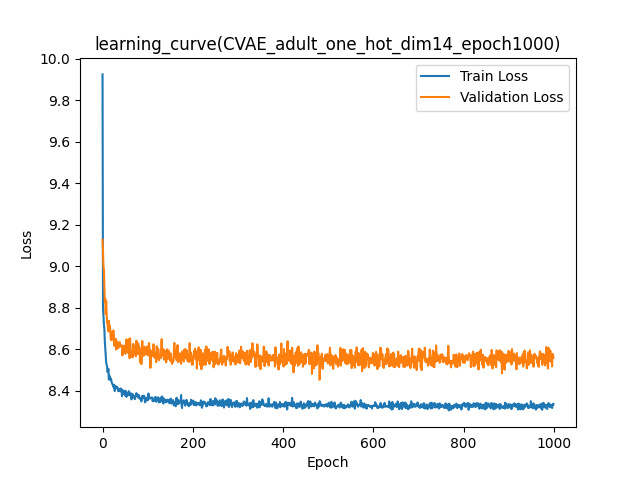 learning_curve(CVAE_adult_one_hot_dim14_epoch1000)
Train Loss
Validation Loss
Loss
10.0
9.8
9.6
9.4
9.2
9.0
8.8
8.6
8.4
0 200 400 600 800 1000
Epoch